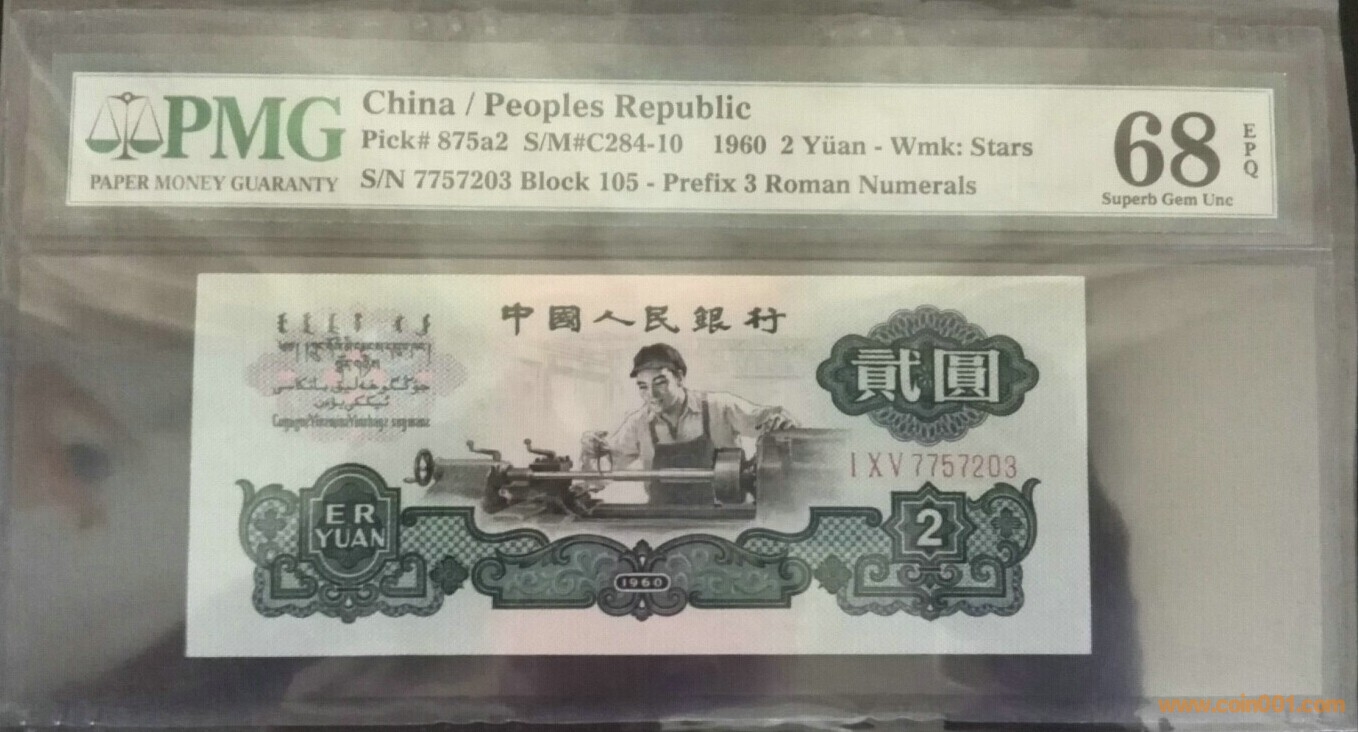 PMG
PAPER MONEY GUARANTY
China / Peoples Republic
Pick# 875a2 S/M#C284-10 1960 2 Yüan - Wmk: Stars
S/N 7757203 Block 105 - Prefix 3 Roman Numerals
68
EPQ
Superb Gem Unc
中國人民銀行
貳圓
I X V 7757203
ER
YUAN
2
1960
www.coin001.com